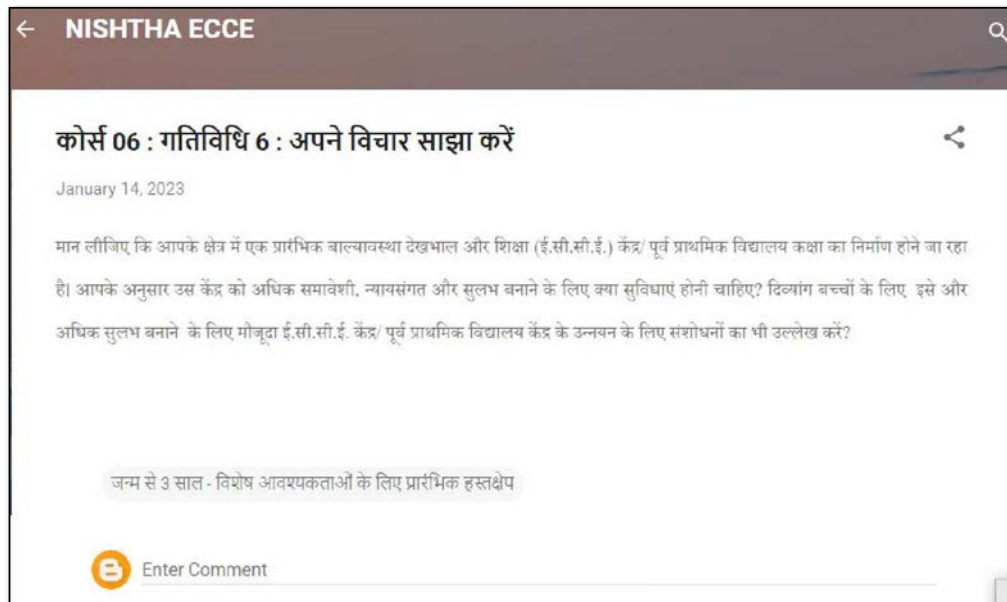 NISHTHA ECCE
कोर्स 06 : गतिविधि 6 : अपने विचार साझा करें
January 14, 2023
मान लीजिए कि आपके क्षेत्र में एक प्रारंभिक बाल्यावस्था देखभाल और शिक्षा (ई.सी.सी.ई.) केंद्र/ पूर्व प्राथमिक विद्यालय कक्षा का निर्माण होने जा रहा
है। आपके अनुसार उस केंद्र को अधिक समावेशी, न्यायसंगत और सुलभ बनाने के लिए क्या सुविधाएं होनी चाहिए? दिव्यांग बच्चों के लिए इसे और
अधिक सुलभ बनाने के लिए मौजूदा ई.सी.सी.ई. केंद्र/ पूर्व प्राथमिक विद्यालय केंद्र के उन्नयन के लिए संशोधनों का भी उल्लेख करें?
जन्म से 3 साल - विशेष आवश्यकताओं के लिए प्रारंभिक हस्तक्षेप
Enter Comment